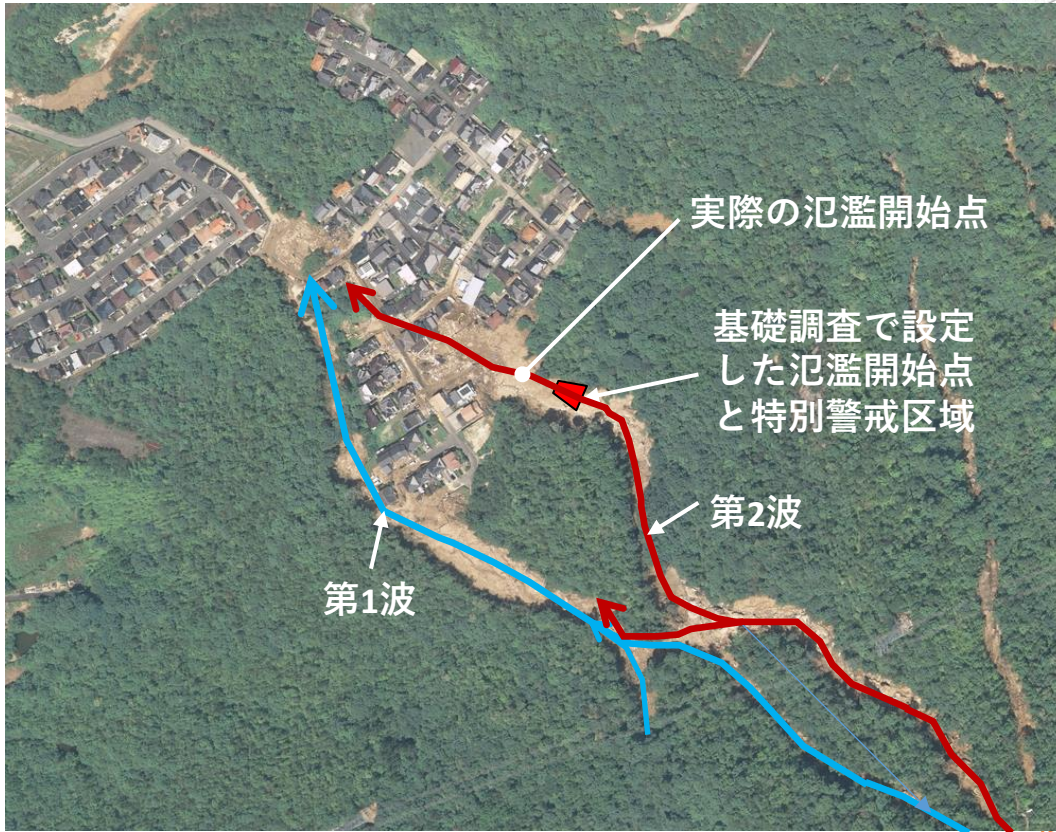 実際の氾濫開始点
基礎調査で設定
した氾濫開始点
と特別警戒区域
第2波
第1波